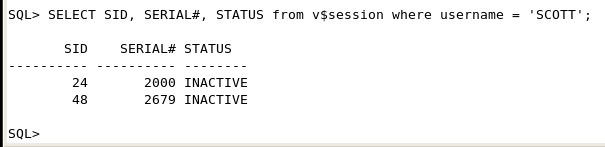 SQL> SELECT SID, SERIAL#, STATUS from v$session where username = 'SCOTT';
       SID    SERIAL# STATUS
---------- ---------- --------
        24       2000 INACTIVE
        48       2679 INACTIVE
SQL>